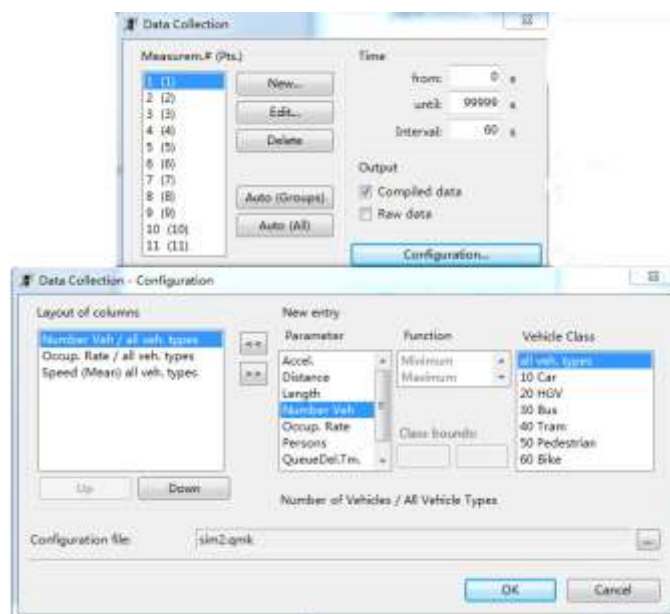 Data Collection
Measurem.# (Pts.)
Time
1 (1)
2 (2)
3 (3)
4 (4)
5 (5)
6 (6)
7 (7)
8 (8)
9 (9)
10 (10)
11 (11)
New...
Edit...
Delete
Auto (Groups)
Auto (All)
from: 0 s
until: 99999 s
Interval: 60 s
Output
Compiled data
Raw data
Configuration...
Data Collection - Configuration
Layout of columns
Number Veh / all veh. types
Occup. Rate / all veh. types
Speed (Mean) all veh. types
<<
>>
Up
Down
New entry
Parameter
Function
Vehicle Class
Accel.
Distance
Length
Number Veh
Occup. Rate
Persons
QueueDel.Tm.
Minimum
Maximum
Class bounds:
all veh. types
10 Car
20 HGV
30 Bus
40 Tram
50 Pedestrian
60 Bike
Number of Vehicles / All Vehicle Types
Configuration file:
sim2.qmk
...
OK
Cancel